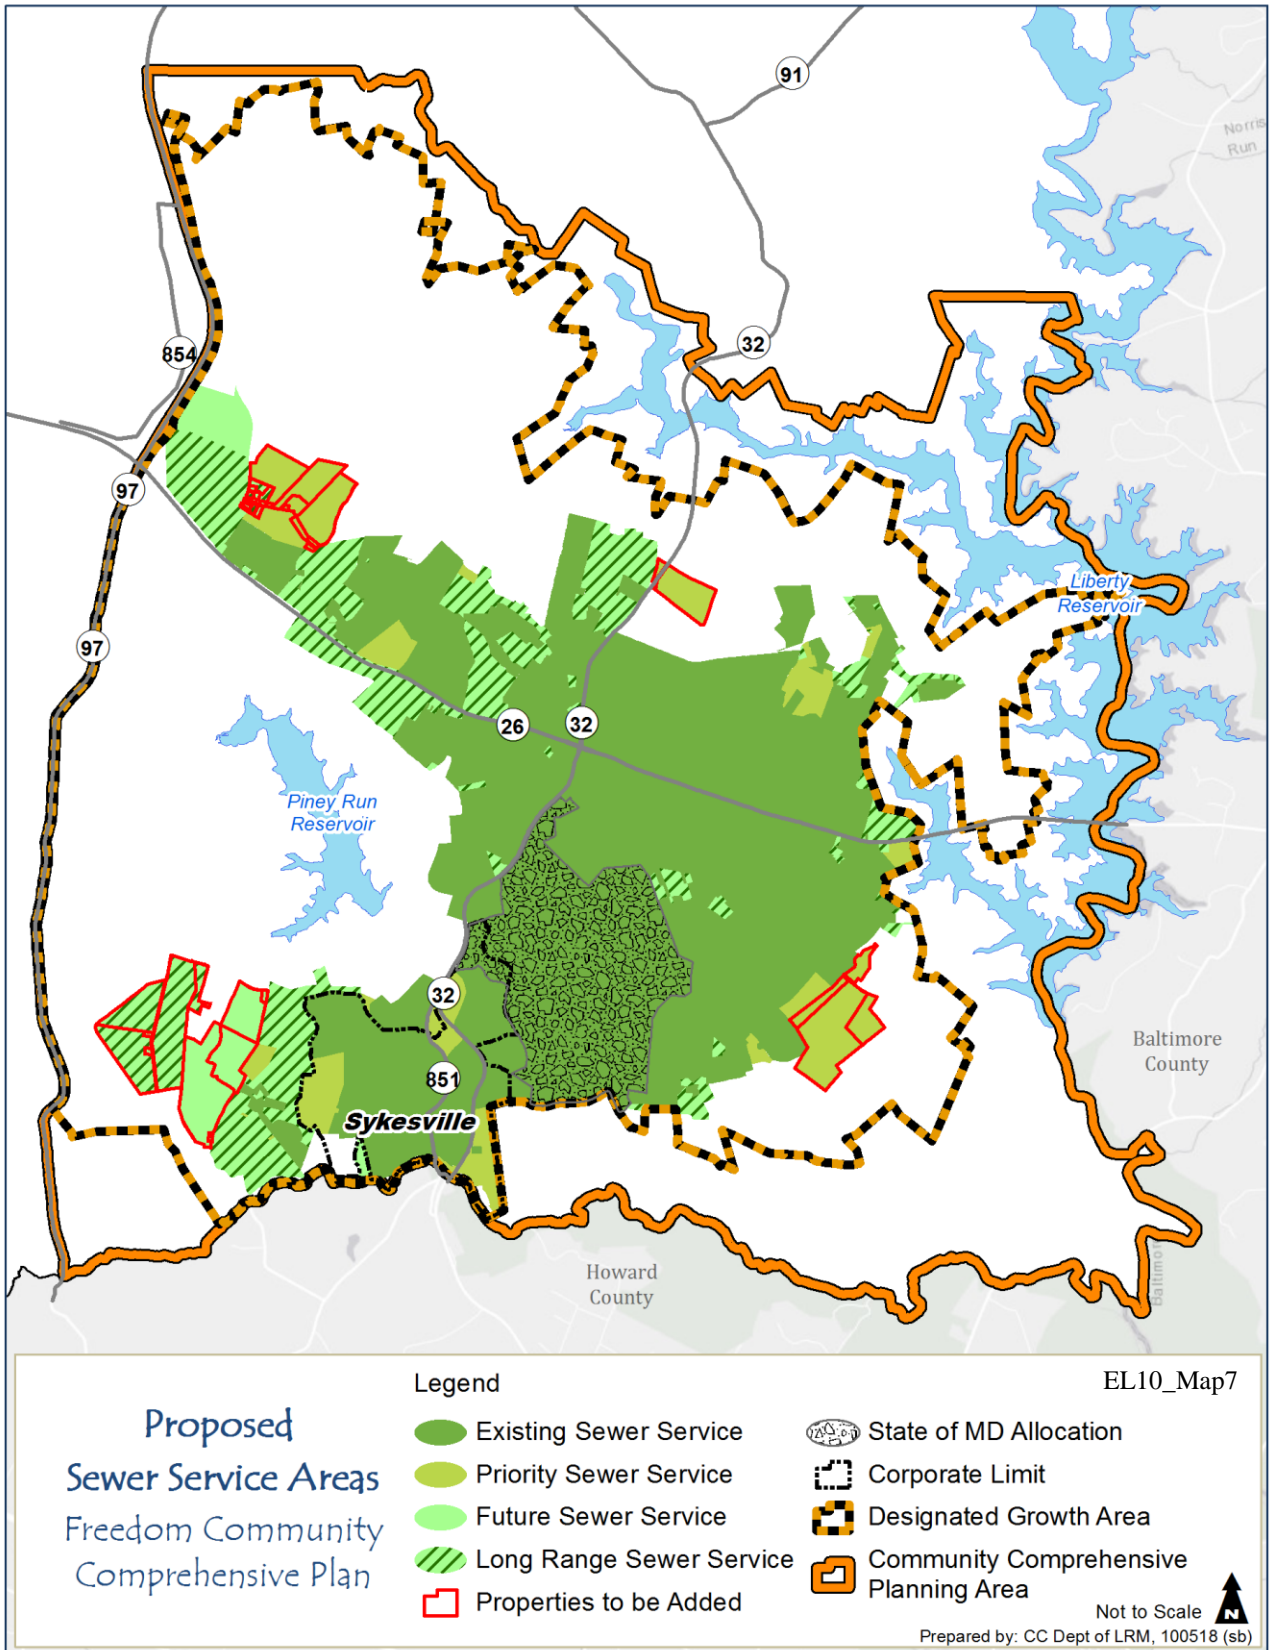 91
Norris
Run
854
32
97
Liberty
Reservoir
97
26
32
Piney Run
Reservoir
32
Baltimore
County
851
Sykesville
Howard
County
Baltimore
EL10_Map7
Proposed
Sewer Service Areas
Freedom Community
Comprehensive Plan
Legend
Existing Sewer Service
Priority Sewer Service
Future Sewer Service
Long Range Sewer Service
Properties to be Added
State of MD Allocation
Corporate Limit
Designated Growth Area
Community Comprehensive
Planning Area
Not to Scale
N
Prepared by: CC Dept of LRM, 100518 (sb)